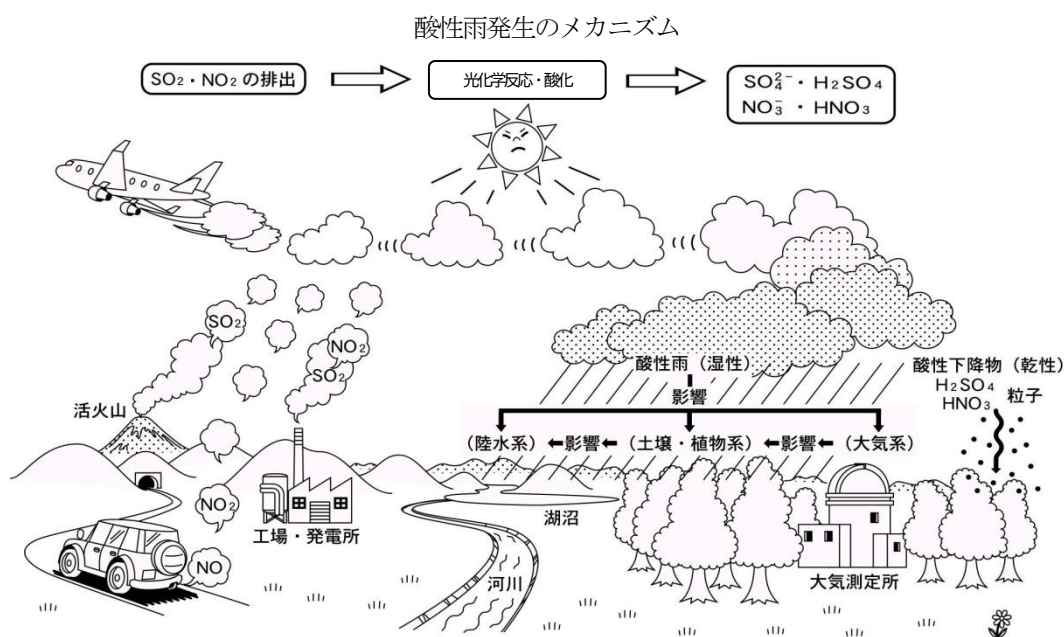 酸性雨発生のメカニズム
SO₂・NO₂の排出
光化学反応・酸化
SO₄²⁻・H₂SO₄
NO₃⁻・HNO₃
SO₂
NO₂
SO₂
酸性雨（湿性）
影響
酸性下降物（乾性）
H₂SO₄
HNO₃
粒子
活火山
（陸水系）
影響
（土壌・植物系）
影響
（大気系）
NO₂
工場・発電所
湖沼
NO
河川
大気測定所